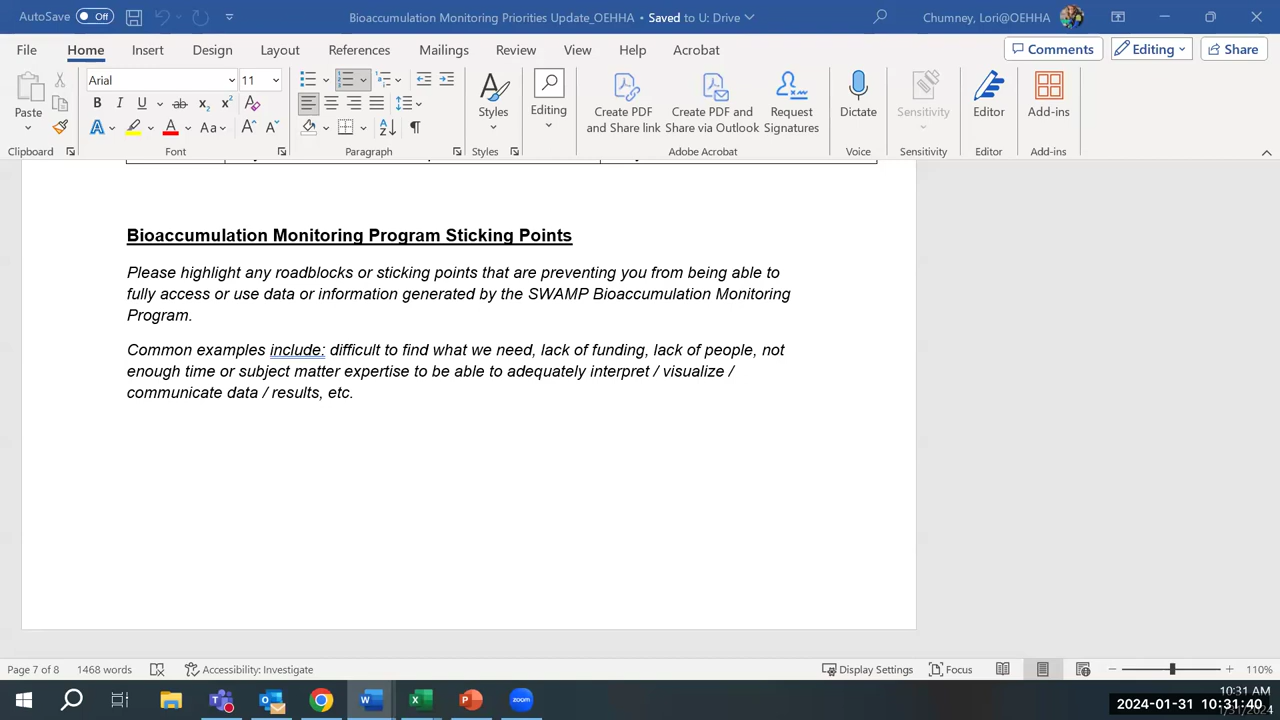 AutoSave Off Bioaccumulation Monitoring Priorities Update_OEHHA • Saved to U: Drive Chumney, Lori@OEHHA
File Home Insert Design Layout References Mailings Review View Help Acrobat Comments Editing Share
Arial 11
Paste Styles Editing Create PDF and Share link Create PDF and Share via Outlook Request Signatures Dictate Sensitivity Editor Add-ins
Clipboard Font Paragraph Styles Adobe Acrobat Voice Sensitivity Editor Add-ins
Bioaccumulation Monitoring Program Sticking Points
Please highlight any roadblocks or sticking points that are preventing you from being able to
fully access or use data or information generated by the SWAMP Bioaccumulation Monitoring
Program.
Common examples include: difficult to find what we need, lack of funding, lack of people, not
enough time or subject matter expertise to be able to adequately interpret / visualize /
communicate data / results, etc.
Page 7 of 8 1468 words Accessibility: Investigate Display Settings Focus 110%
zoom
10:31 AM
2024-01-31 10:31:40